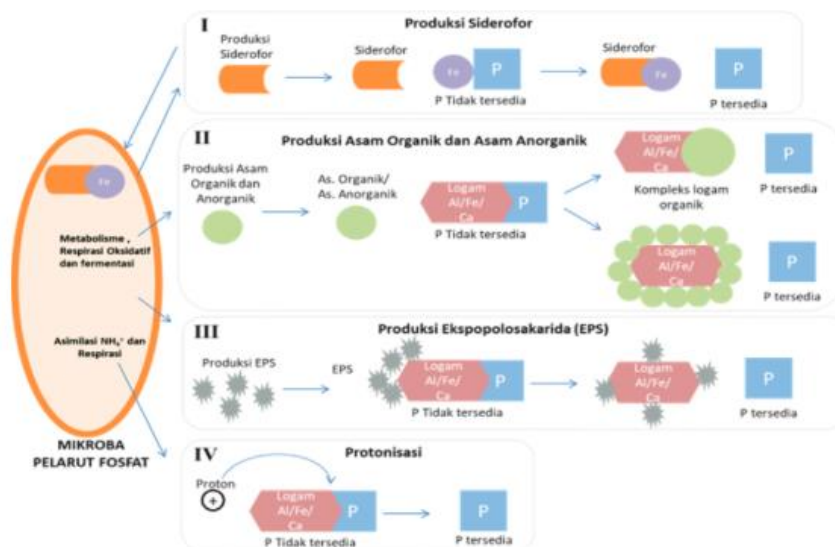 I
Produksi Siderofor
Produksi
Siderofor
Siderofor
Fe
P
P Tidak tersedia
Siderofor
Fe
P
P tersedia
Fe
Metabolisme ,
Respirasi Oksidatif
dan fermentasi
Asimilasi NH₄⁺ dan
Respirasi
MIKROBA
PELARUT FOSFAT
II
Produksi Asam Organik dan Asam Anorganik
Produksi Asam
Organik dan
Anorganik
As. Organik/
As. Anorganik
Logam
Al/Fe/
Ca
P
P Tidak tersedia
Logam
Al/Fe/
Ca
Kompleks logam
organik
P
P tersedia
Logam
Al/Fe/
Ca
P
P tersedia
III
Produksi Ekspopolosakarida (EPS)
Produksi EPS
EPS
Logam
Al/Fe/
Ca
P
P Tidak tersedia
Logam
Al/Fe/
Ca
P
P tersedia
IV
Protonisasi
Proton
+
Logam
Al/Fe/
Ca
P
P Tidak tersedia
P
P tersedia